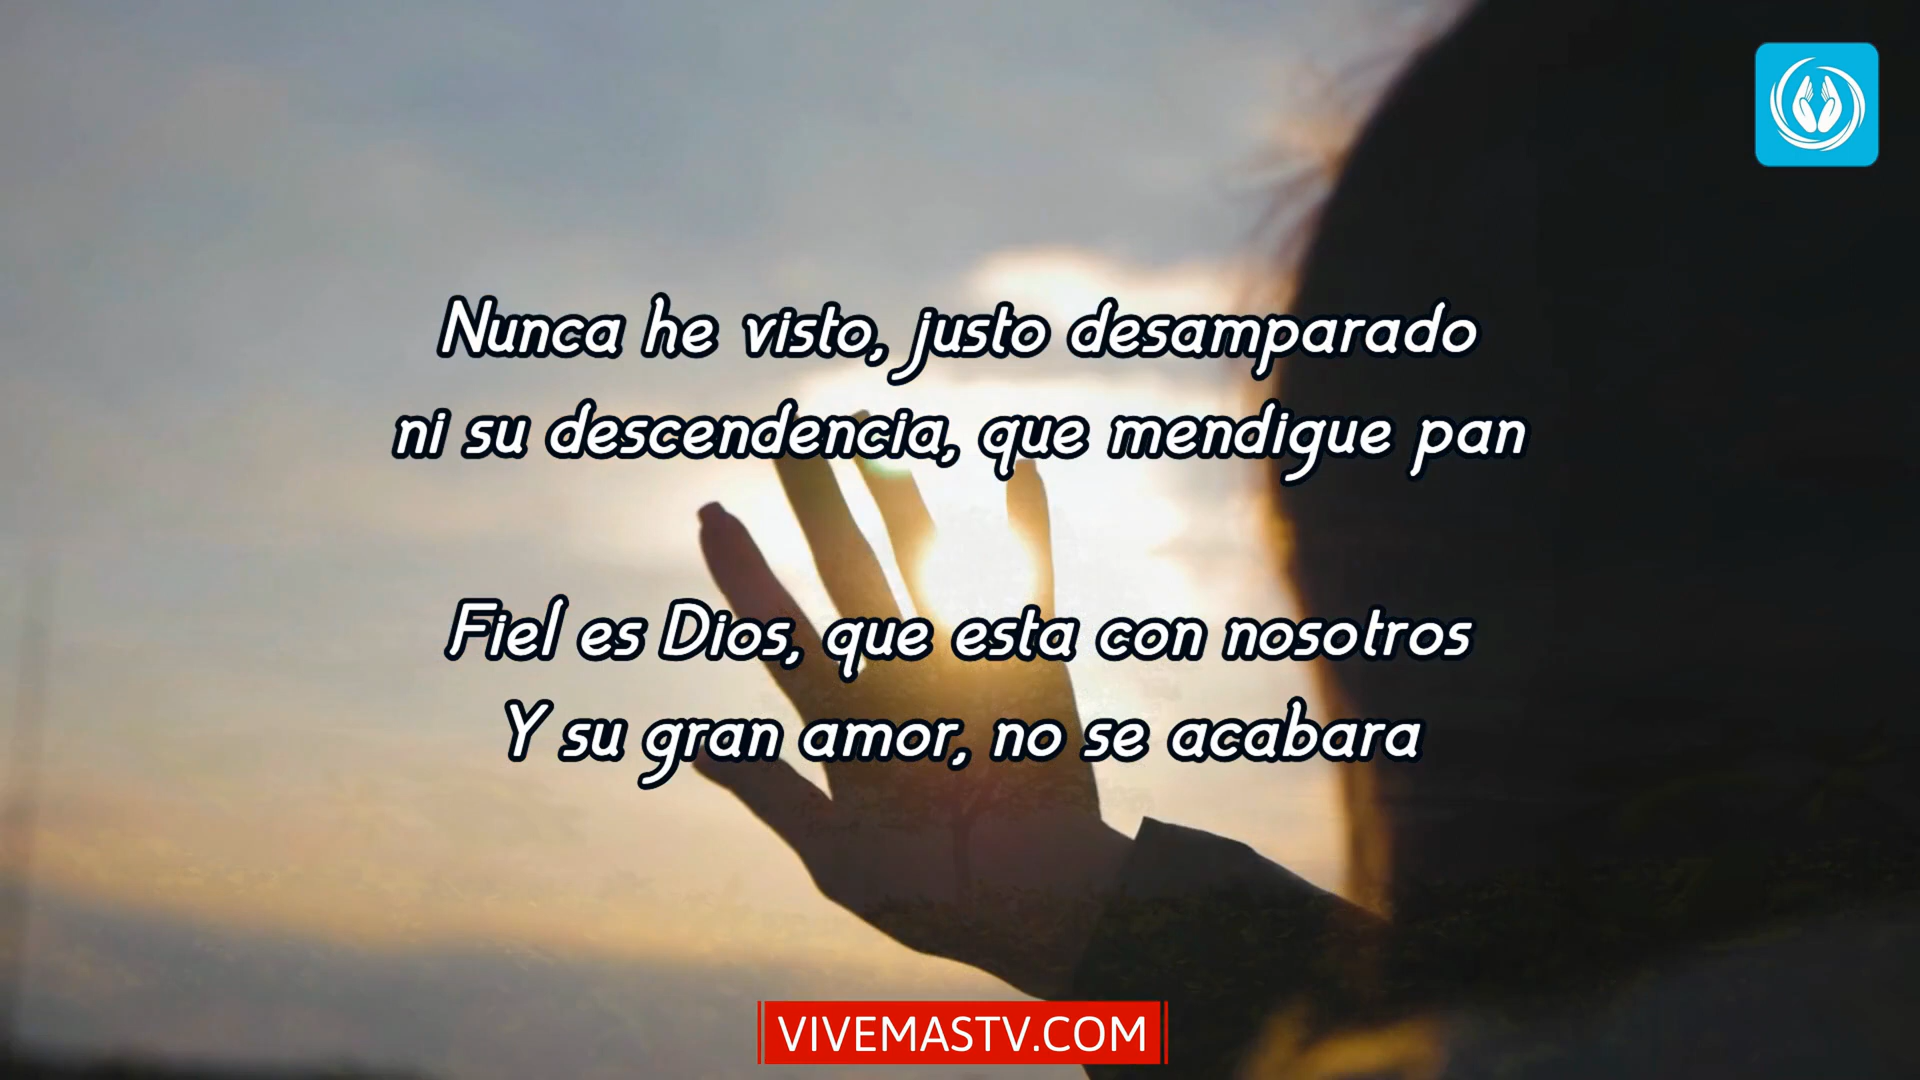 Nunca he visto, justo desamparado
ni su descendencia, que mendigue pan
Fiel es Dios, que esta con nosotros
Y su gran amor, no se acabara
VIVEMASTV.COM